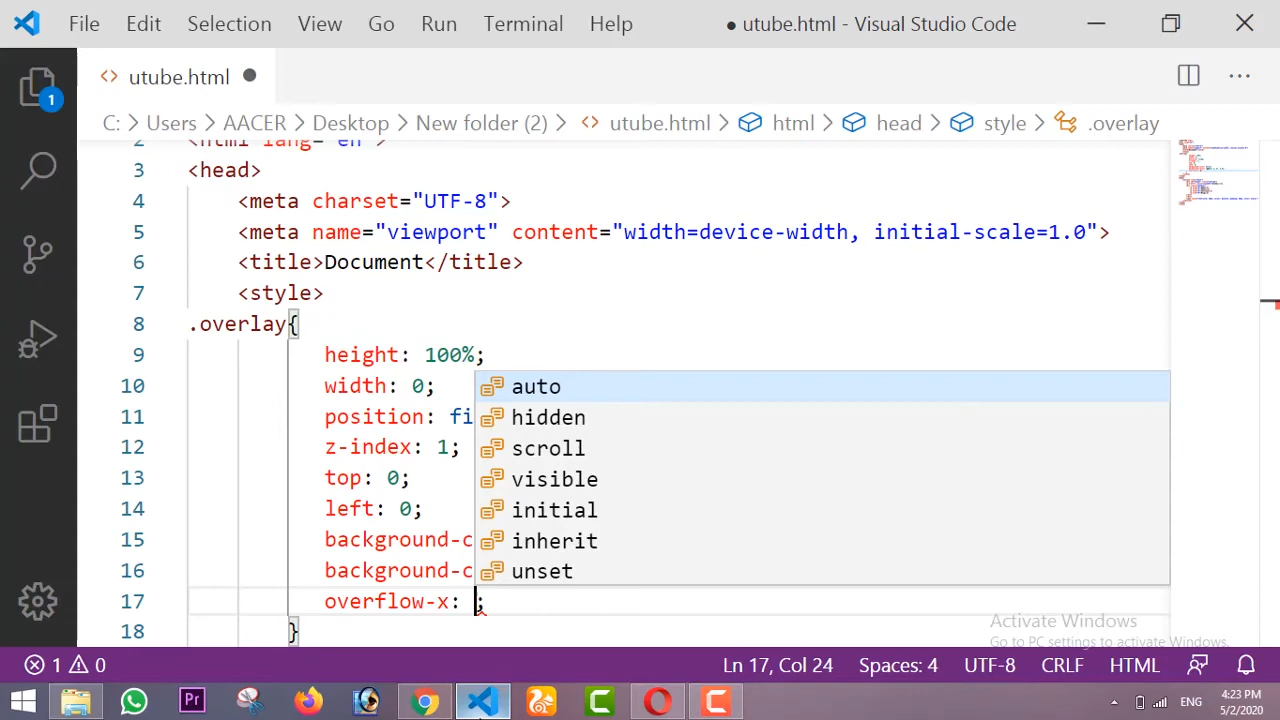 File Edit Selection View Go Run Terminal Help ● utube.html - Visual Studio Code
<> utube.html ●
C: > Users > AACER > Desktop > New folder (2) > <> utube.html > html > head > style > .overlay
2 <html lang="en">
3 <head>
4 <meta charset="UTF-8">
5 <meta name="viewport" content="width=device-width, initial-scale=1.0">
6 <title>Document</title>
7 <style>
8 .overlay{
9 height: 100%;
10 width: 0;
11 position: fi
12 z-index: 1;
13 top: 0;
14 left: 0;
15 background-c
16 background-c
17 overflow-x: ;
18 }
auto
hidden
scroll
visible
initial
inherit
unset
1
Activate Windows
Go to PC settings to activate Windows.
1 0 Ln 17, Col 24 Spaces: 4 UTF-8 CRLF HTML
Pr C C ENG 4:23 PM
5/2/2020